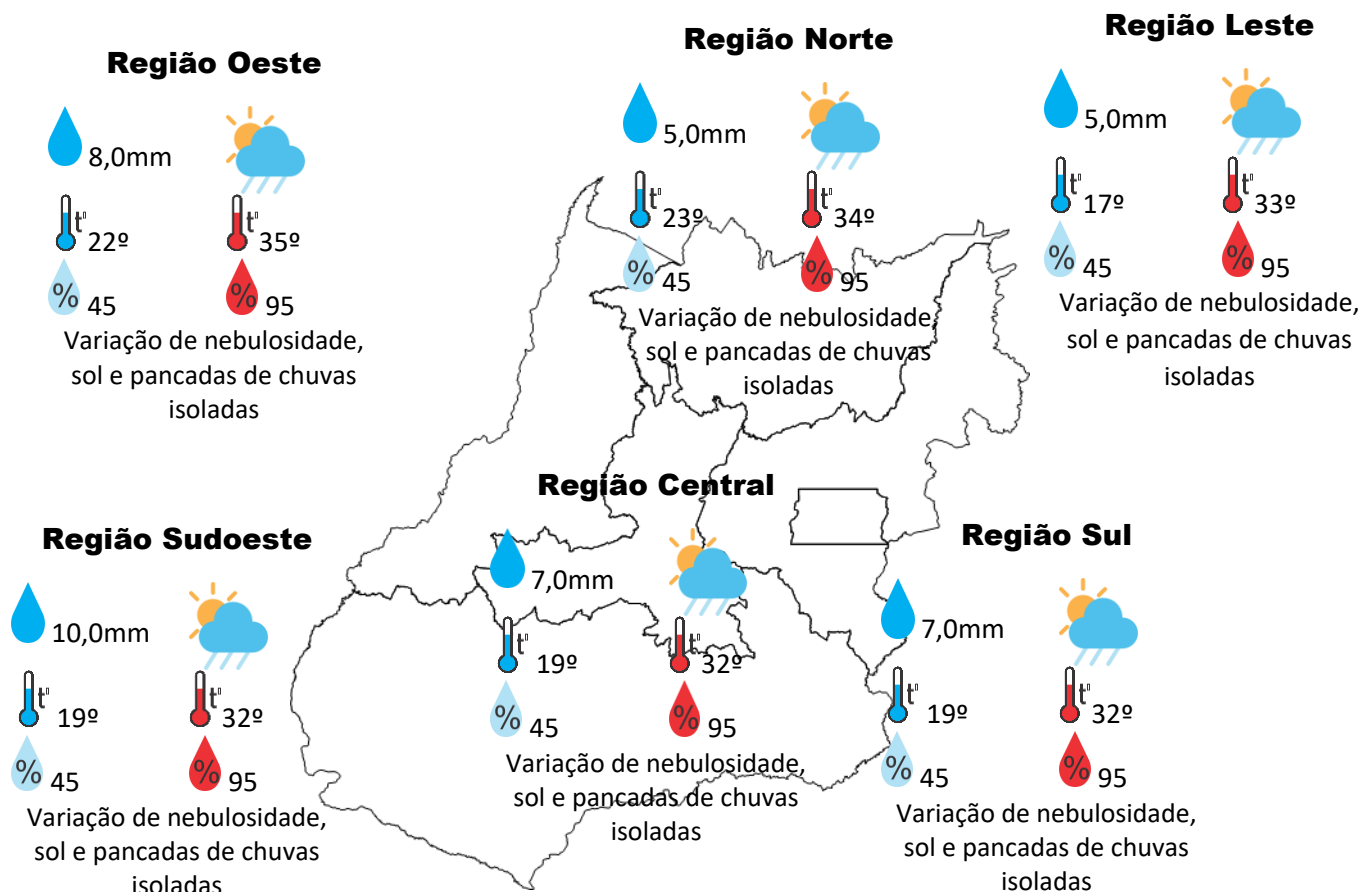 Região Oeste
8,0mm
t°
22º
t°
35º
%
45
%
95
Variação de nebulosidade,
sol e pancadas de chuvas
isoladas
Região Norte
5,0mm
t°
23º
t°
34º
%
45
%
95
Variação de nebulosidade,
sol e pancadas de chuvas
isoladas
Região Leste
5,0mm
t°
17º
t°
33º
%
45
%
95
Variação de nebulosidade,
sol e pancadas de chuvas
isoladas
Região Sudoeste
10,0mm
t°
19º
t°
32º
%
45
%
95
Variação de nebulosidade,
sol e pancadas de chuvas
isoladas
Região Central
7,0mm
t°
19º
t°
32º
%
45
%
95
Variação de nebulosidade,
sol e pancadas de chuvas
isoladas
Região Sul
7,0mm
t°
19º
t°
32º
%
45
%
95
Variação de nebulosidade,
sol e pancadas de chuvas
isoladas